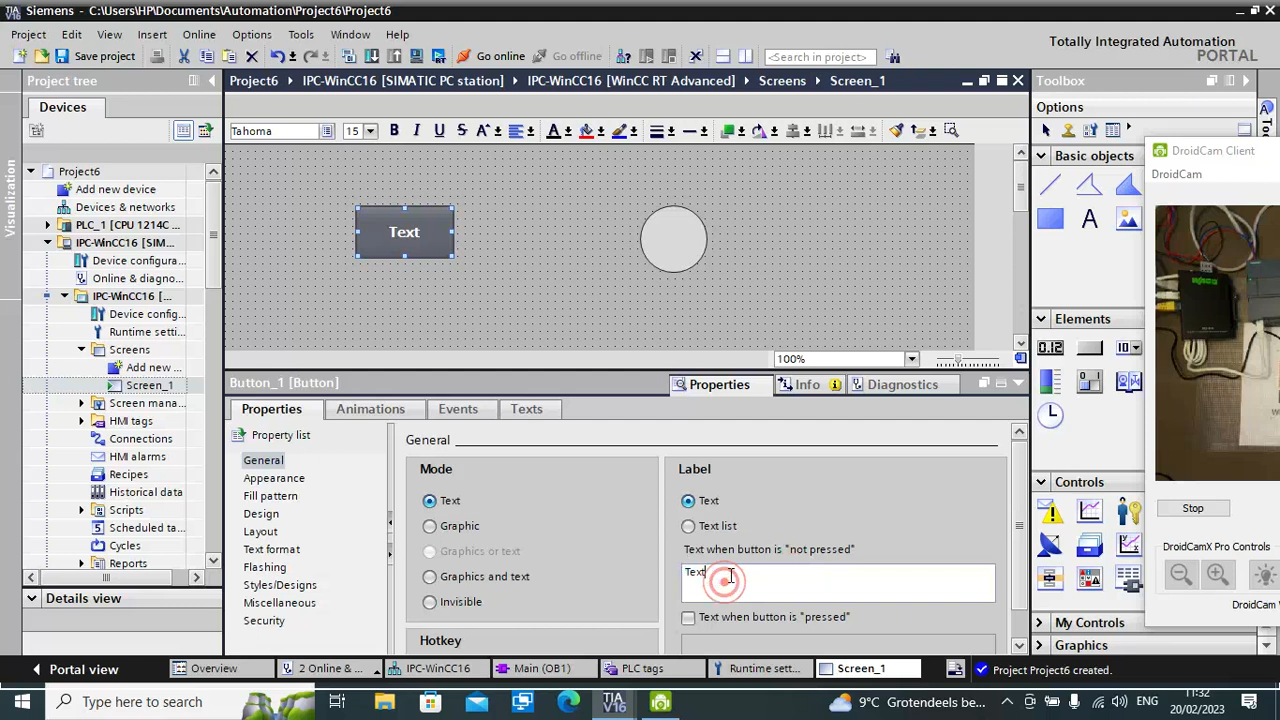 TIA V16 Siemens - C:\Users\HP\Documents\Automation\Project6\Project6
Project Edit View Insert Online Options Tools Window Help
Totally Integrated Automation
PORTAL
Save project Go online Go offline <Search in project>
Project tree
Devices
Project6
Add new device
Devices & networks
PLC_1 [CPU 1214C ...
IPC-WinCC16 [SIM...
Device configura...
Online & diagno...
IPC-WinCC16 [...
Device config...
Runtime setti...
Screens
Add new ...
Screen_1
Screen mana...
HMI tags
Connections
HMI alarms
Recipes
Historical data
Scripts
Scheduled ta...
Cycles
Reports
Details view
Visualization
Project6 IPC-WinCC16 [SIMATIC PC station] IPC-WinCC16 [WinCC RT Advanced] Screens Screen_1
Tahoma 15 B I U S A
Text
100%
Button_1 [Button]
Properties Info Diagnostics
Properties Animations Events Texts
Property list
General
Appearance
Fill pattern
Design
Layout
Text format
Flashing
Styles/Designs
Miscellaneous
Security
General
Mode
Text
Graphic
Graphics or text
Graphics and text
Invisible
Hotkey
Label
Text
Text list
Text when button is "not pressed"
Text
Text when button is "pressed"
Toolbox
Options
Basic objects
Elements
Controls
My Controls
Graphics
DroidCam Client
DroidCam
Stop
DroidCamX Pro Controls
DroidCam
Portal view Overview 2 Online & ... IPC-WinCC16 Main (OB1) PLC tags Runtime sett... Screen_1 Project Project6 created.
Type here to search
9°C Grotendeels be...
ENG
11:32
20/02/2023